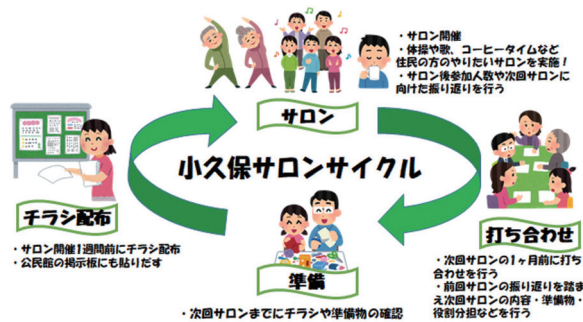 ・サロン開催
・体操や歌、コーヒータイムなど
住民の方のやりたいサロンを実施！
・サロン後参加人数や次回サロンに
向けた振り返りを行う
サロン
小久保サロンサイクル
チラシ配布
・サロン開催1週間前にチラシ配布
・公民館の掲示板にも貼りだす
打ち合わせ
・次回サロンの1ヶ月前に打ち
合わせを行う
・前回サロンの振り返りを踏ま
え次回サロンの内容・準備物・
役割分担などを行う
準備
・次回サロンまでにチラシや準備物の確認